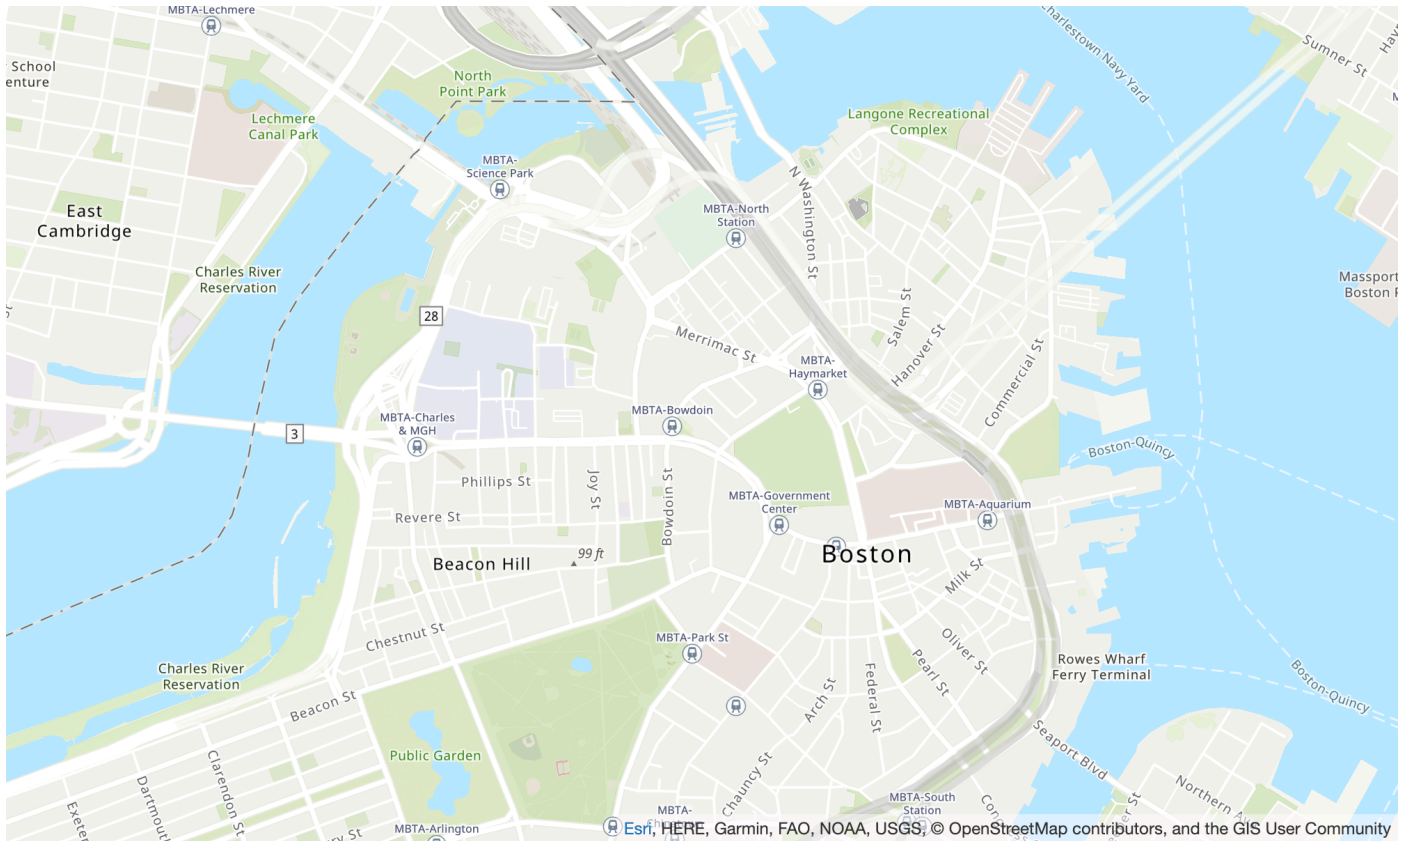 MBTA-Lechmere
School
enture
North
Point Park
Lechmere
Canal Park
MBTA-
Science Park
Charlestown Navy Yard
Sumner St
Langone Recreational
Complex
N Washington St
MBTA-North
Station
East
Cambridge
Charles River
Reservation
Massport
Boston
28
Merrimac St
Salem St
Hanover St
Commercial St
MBTA-
Haymarket
MBTA-Charles
& MGH
MBTA-Bowdoin
3
Boston-Quincy
Phillips St
Joy St
Bowdoin St
MBTA-Government
Center
MBTA-Aquarium
Revere St
Boston
99 ft
Beacon Hill
Milk St
Chestnut St
MBTA-Park St
Oliver St
Pearl St
Rowes Wharf
Ferry Terminal
Charles River
Reservation
Federal St
Arch St
Boston-Quincy
Beacon St
Seaport Blvd
Public Garden
Clarendon St
Dartmouth
Exeter
Chauncy St
Northern
MBTA-South
Station
MBTA-
MBTA-Arlington
Esri, HERE, Garmin, FAO, NOAA, USGS, © OpenStreetMap contributors, and the GIS User Community